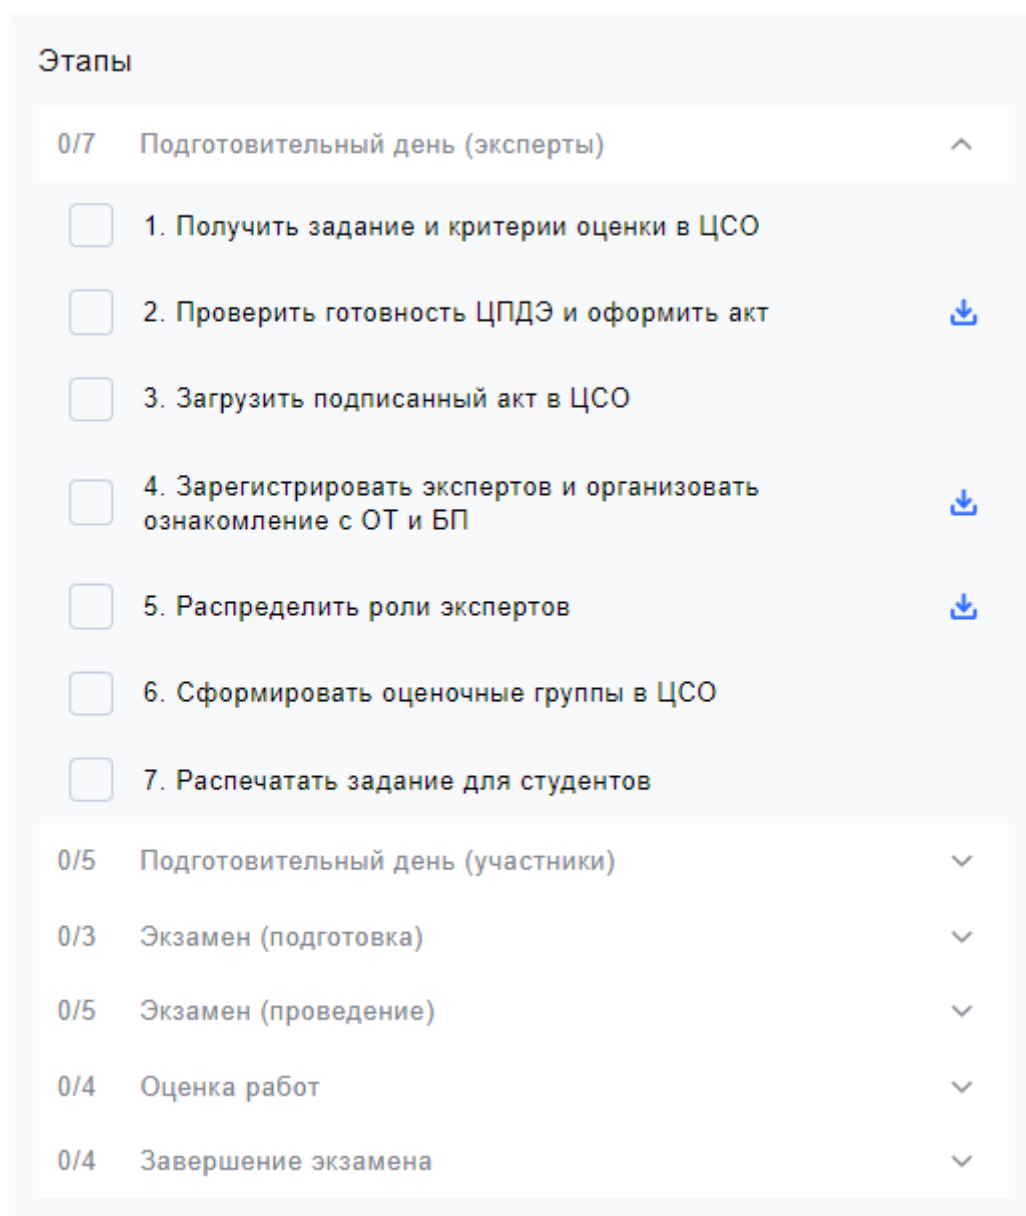 Этапы
0/7 Подготовительный день (эксперты)
1. Получить задание и критерии оценки в ЦСО
2. Проверить готовность ЦПДЭ и оформить акт
3. Загрузить подписанный акт в ЦСО
4. Зарегистрировать экспертов и организовать
ознакомление с ОТ и БП
5. Распределить роли экспертов
6. Сформировать оценочные группы в ЦСО
7. Распечатать задание для студентов
0/5 Подготовительный день (участники)
0/3 Экзамен (подготовка)
0/5 Экзамен (проведение)
0/4 Оценка работ
0/4 Завершение экзамена